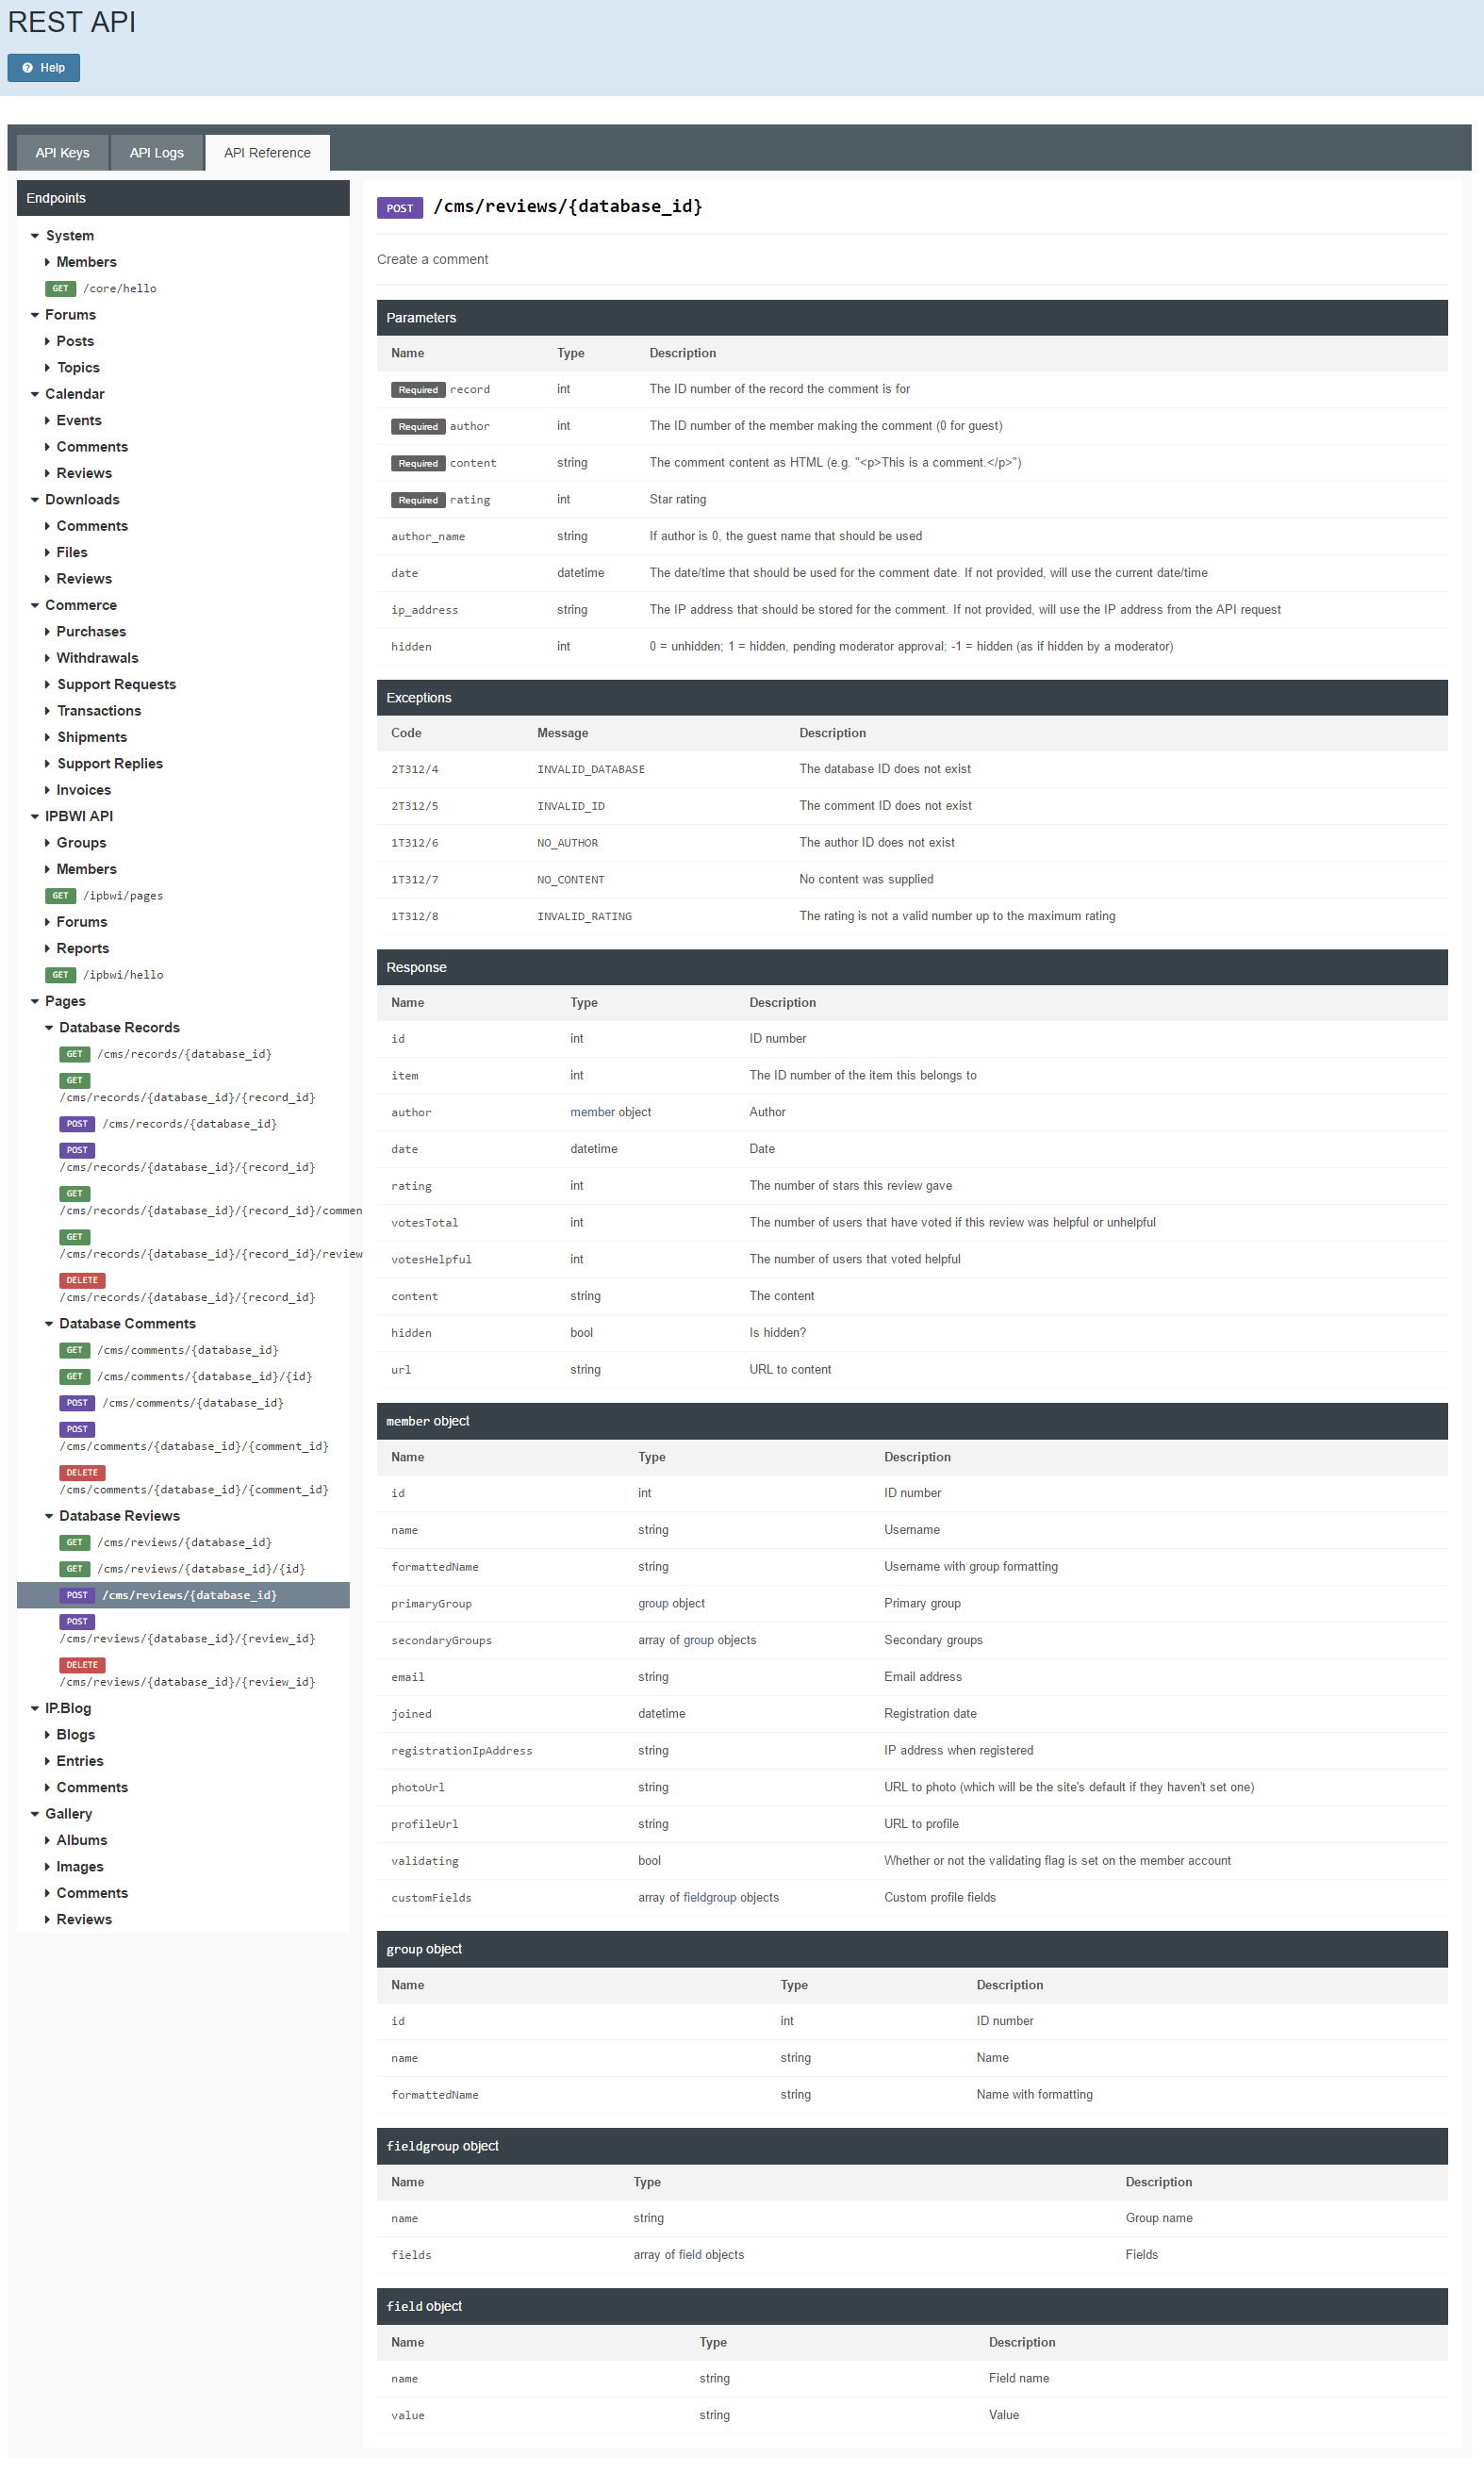 REST API
Help
API Keys API Logs API Reference
Endpoints
System
Members
GET /core/hello
Forums
Posts
Topics
Calendar
Events
Comments
Reviews
Downloads
Comments
Files
Reviews
Commerce
Purchases
Withdrawals
Support Requests
Transactions
Shipments
Support Replies
Invoices
IPBWI API
Groups
Members
GET /ipbwi/pages
Forums
Reports
GET /ipbwi/hello
Pages
Database Records
GET /cms/records/{database_id}
GET
/cms/records/{database_id}/{record_id}
POST /cms/records/{database_id}
POST
/cms/records/{database_id}/{record_id}
GET
/cms/records/{database_id}/{record_id}/commen
GET
/cms/records/{database_id}/{record_id}/review
DELETE
/cms/records/{database_id}/{record_id}
Database Comments
GET /cms/comments/{database_id}
GET /cms/comments/{database_id}/{id}
POST /cms/comments/{database_id}
POST
/cms/comments/{database_id}/{comment_id}
DELETE
/cms/comments/{database_id}/{comment_id}
Database Reviews
GET /cms/reviews/{database_id}
GET /cms/reviews/{database_id}/{id}
POST /cms/reviews/{database_id}
POST
/cms/reviews/{database_id}/{review_id}
DELETE
/cms/reviews/{database_id}/{review_id}
IP.Blog
Blogs
Entries
Comments
Gallery
Albums
Images
Comments
Reviews
POST /cms/reviews/{database_id}
Create a comment
Parameters
Name Type Description
Required record int The ID number of the record the comment is for
Required author int The ID number of the member making the comment (0 for guest)
Required content string The comment content as HTML (e.g. "<p>This is a comment.</p>")
Required rating int Star rating
author_name string If author is 0, the guest name that should be used
date datetime The date/time that should be used for the comment date. If not provided, will use the current date/time
ip_address string The IP address that should be stored for the comment. If not provided, will use the IP address from the API request
hidden int 0 = unhidden; 1 = hidden, pending moderator approval; -1 = hidden (as if hidden by a moderator)
Exceptions
Code Message Description
2T312/4 INVALID_DATABASE The database ID does not exist
2T312/5 INVALID_ID The comment ID does not exist
1T312/6 NO_AUTHOR The author ID does not exist
1T312/7 NO_CONTENT No content was supplied
1T312/8 INVALID_RATING The rating is not a valid number up to the maximum rating
Response
Name Type Description
id int ID number
item int The ID number of the item this belongs to
author member object Author
date datetime Date
rating int The number of stars this review gave
votesTotal int The number of users that have voted if this review was helpful or unhelpful
votesHelpful int The number of users that voted helpful
content string The content
hidden bool Is hidden?
url string URL to content
member object
Name Type Description
id int ID number
name string Username
formattedName string Username with group formatting
primaryGroup group object Primary group
secondaryGroups array of group objects Secondary groups
email string Email address
joined datetime Registration date
registrationIpAddress string IP address when registered
photoUrl string URL to photo (which will be the site's default if they haven't set one)
profileUrl string URL to profile
validating bool Whether or not the validating flag is set on the member account
customFields array of fieldgroup objects Custom profile fields
group object
Name Type Description
id int ID number
name string Name
formattedName string Name with formatting
fieldgroup object
Name Type Description
name string Group name
fields array of field objects Fields
field object
Name Type Description
name string Field name
value string Value